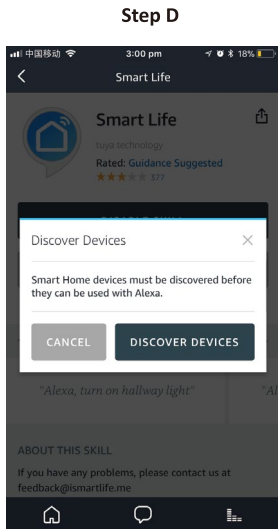 Step D
中国移动 3:00 pm 18%
Smart Life
Smart Life
tuya technology
Rated: Guidance Suggested
377
DISABLE SKILL
Discover Devices
Smart Home devices must be discovered before
they can be used with Alexa.
CANCEL
DISCOVER DEVICES
"Alexa, turn on hallway light"
"Al
ABOUT THIS SKILL
If you have any problems, please contact us at
feedback@ismartlife.me